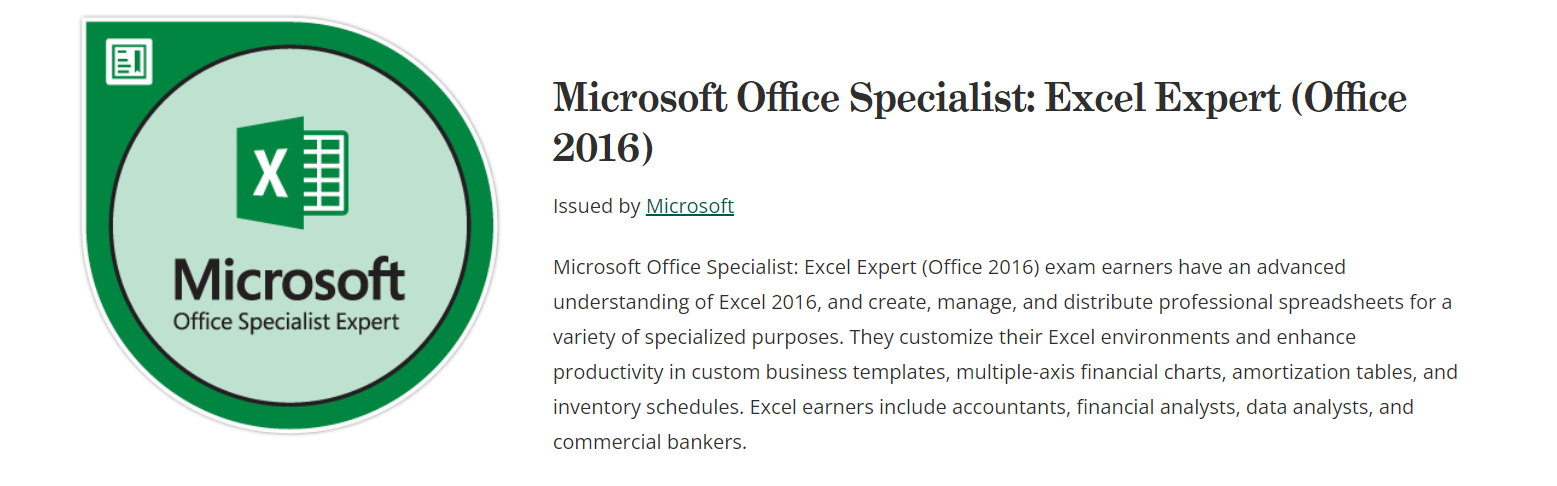 X
Microsoft
Office Specialist Expert
Microsoft Office Specialist: Excel Expert (Office
2016)
Issued by Microsoft
Microsoft Office Specialist: Excel Expert (Office 2016) exam earners have an advanced
understanding of Excel 2016, and create, manage, and distribute professional spreadsheets for a
variety of specialized purposes. They customize their Excel environments and enhance
productivity in custom business templates, multiple-axis financial charts, amortization tables, and
inventory schedules. Excel earners include accountants, financial analysts, data analysts, and
commercial bankers.